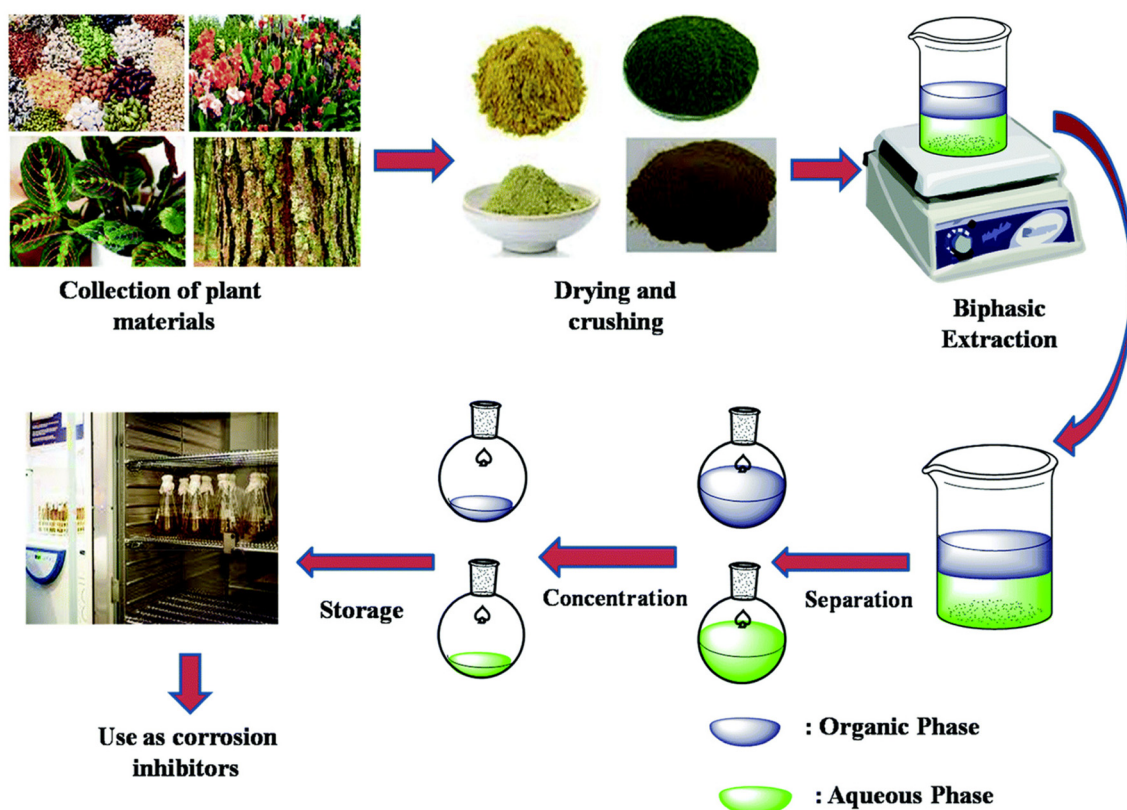 Collection of plant
materials
Drying and
crushing
Biphasic
Extraction
Separation
Concentration
Storage
Use as corrosion
inhibitors
: Organic Phase
: Aqueous Phase